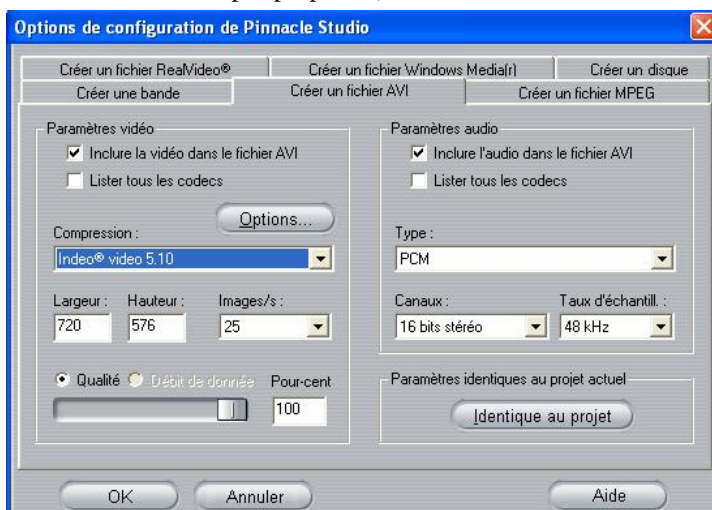 Options de configuration de Pinnacle Studio
Créer un fichier RealVideo® Créer un fichier Windows Media(r) Créer un disque
Créer une bande Créer un fichier AVI Créer un fichier MPEG
Paramètres vidéo
Inclure la vidéo dans le fichier AVI
Lister tous les codecs
Options...
Compression :
Indeo® video 5.10
Largeur : Hauteur : Images/s :
720 576 25
Qualité Débit de donnée Pour-cent
100
Paramètres audio
Inclure l'audio dans le fichier AVI
Lister tous les codecs
Type :
PCM
Canaux : Taux d'échantill. :
16 bits stéréo 48 kHz
Paramètres identiques au projet actuel
Identique au projet
OK Annuler Aide